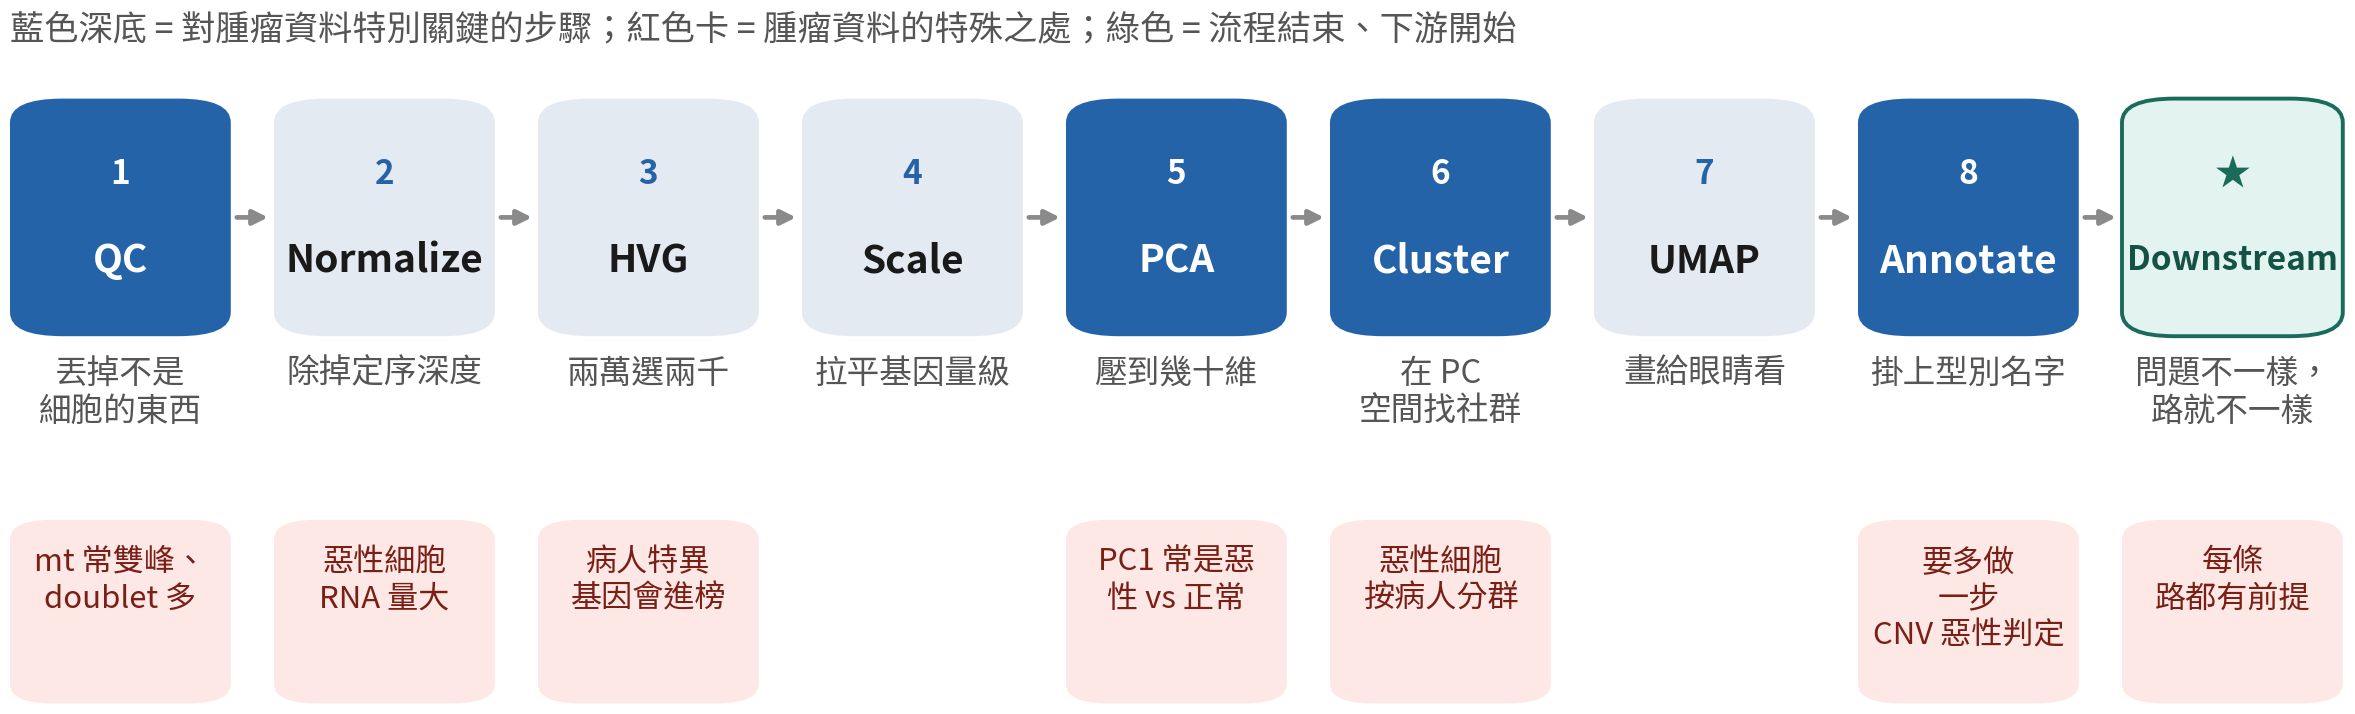 藍色深底 = 對腫瘤資料特別關鍵的步驟；紅色卡 = 腫瘤資料的特殊之處；綠色 = 流程結束、下游開始
1
QC
丟掉不是
細胞的東西
2
Normalize
除掉定序深度
3
HVG
兩萬選兩千
4
Scale
拉平基因量級
5
PCA
壓到幾十維
6
Cluster
在 PC
空間找社群
7
UMAP
畫給眼睛看
8
Annotate
掛上型別名字
★
Downstream
問題不一樣，
路就不一樣
mt 常雙峰、
doublet 多
惡性細胞
RNA 量大
病人特異
基因會進榜
PC1 常是惡
性 vs 正常
惡性細胞
按病人分群
要多做
一步
CNV 惡性判定
每條
路都有前提